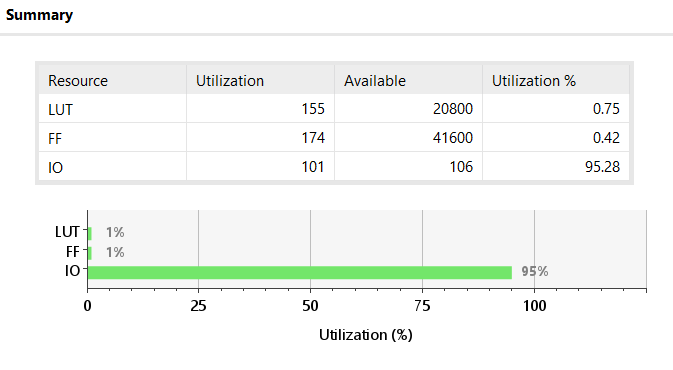 Summary
Resource Utilization Available Utilization %
LUT 155 20800 0.75
FF 174 41600 0.42
IO 101 106 95.28
LUT 1%
FF 1%
IO 95%
0 25 50 75 100
Utilization (%)